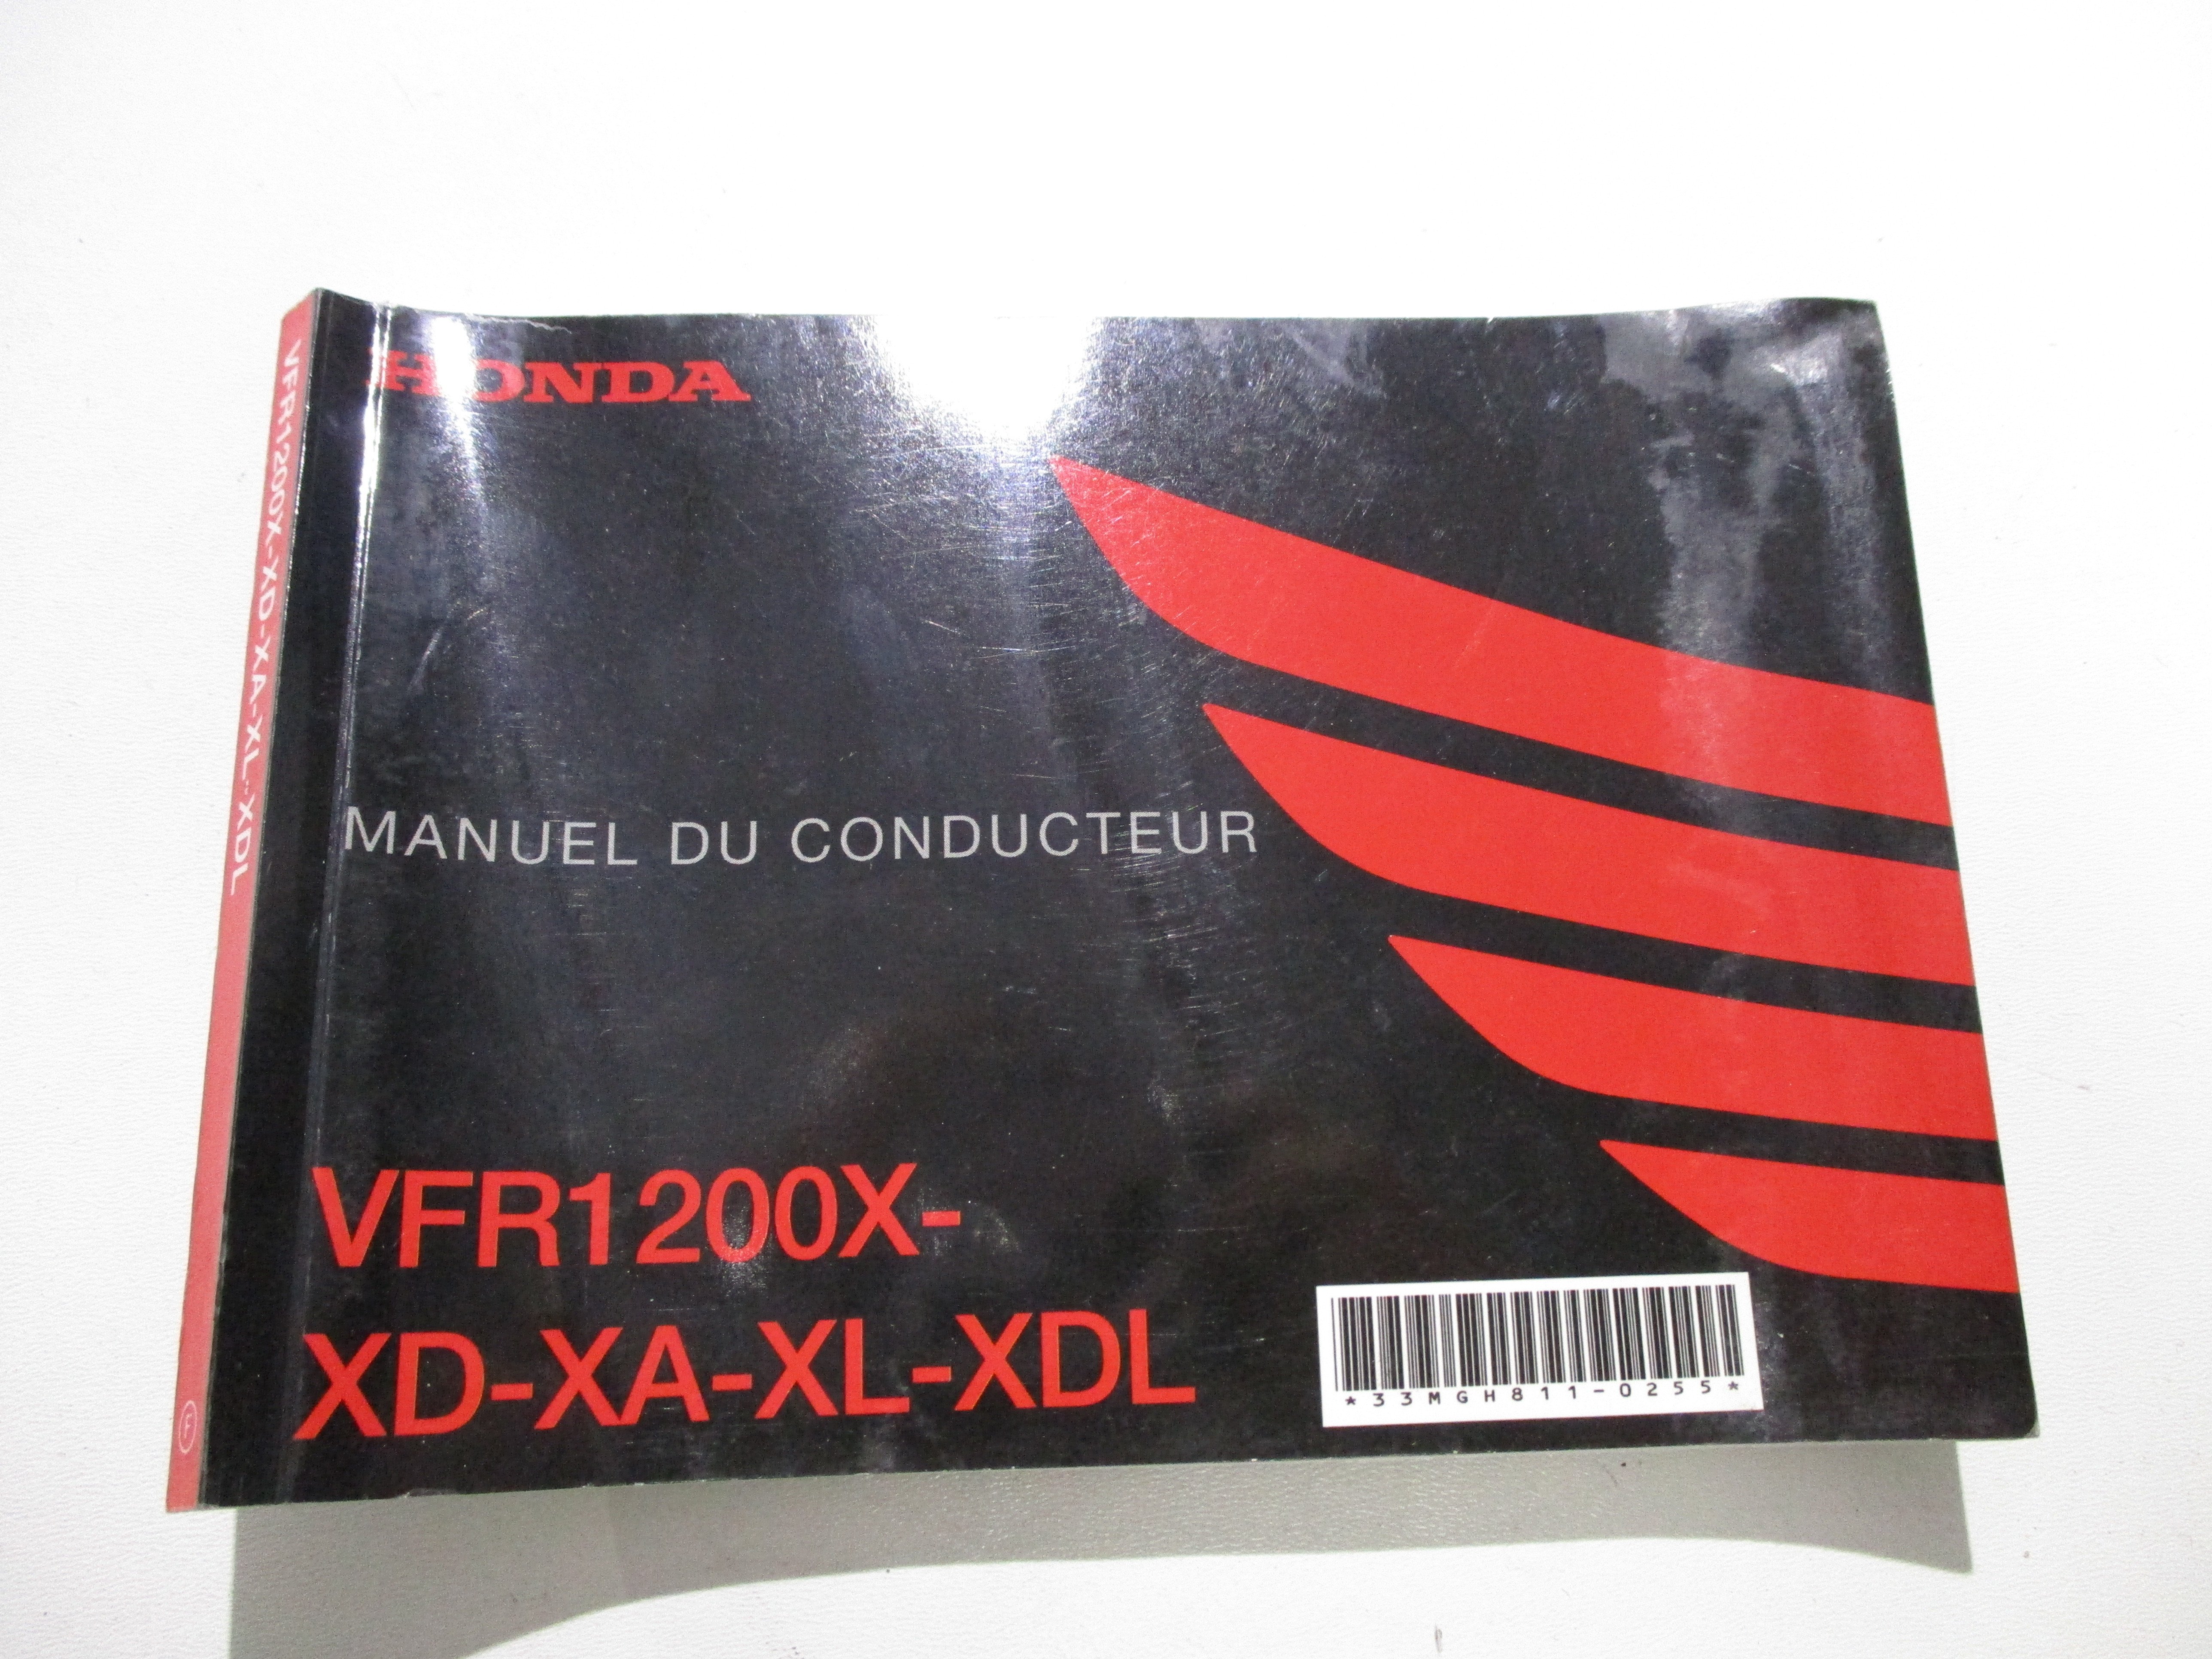 HONDA
MANUEL DU CONDUCTEUR
VFR1200X-
XD-XA-XL-XDL
*33MGH811-0255*
VFR1200X-XD-XA-XL-XDL
F